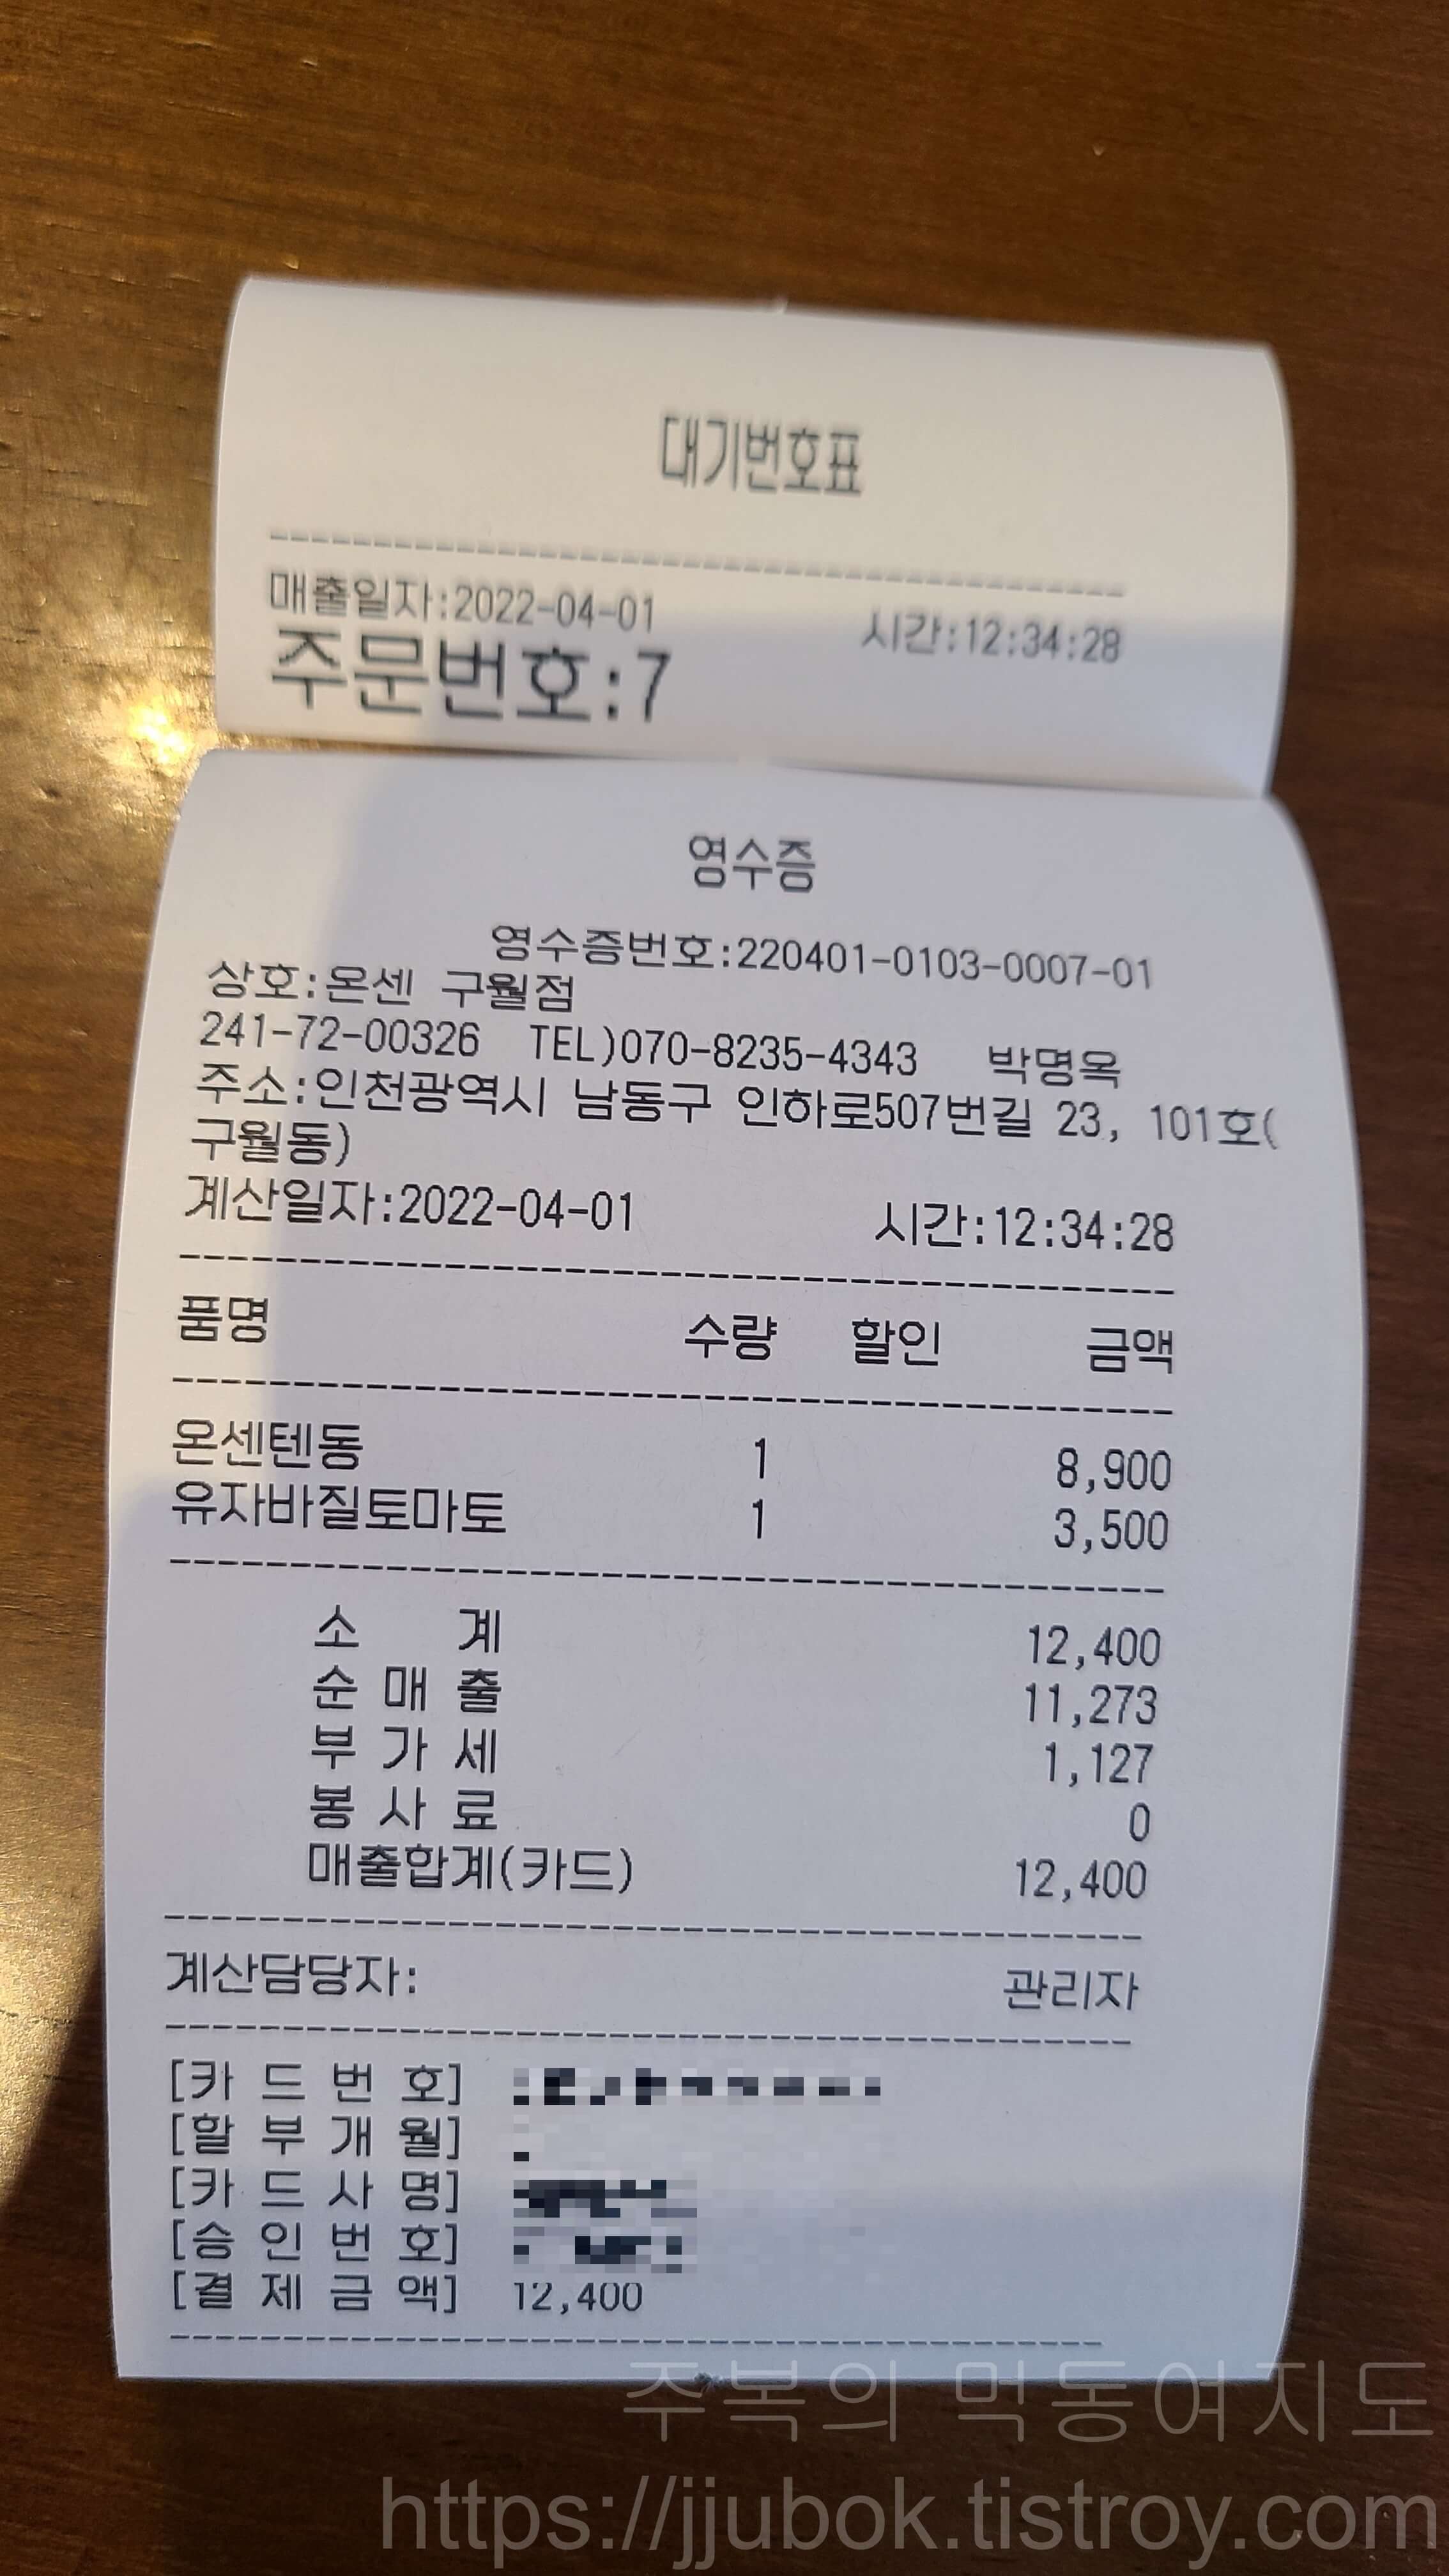 대기번호표
매출일자:2022-04-01 시간:12:34:28
주문번호:7
영수증
영수증번호:220401-0103-0007-01
상호:온센 구월점
241-72-00326 TEL)070-8235-4343 박명옥
주소:인천광역시 남동구 인하로507번길 23, 101호(
구월동)
계산일자:2022-04-01 시간:12:34:28
품명 수량 할인 금액
온센텐동 1 8,900
유자바질토마토 1 3,500
소 계 12,400
순 매 출 11,273
부 가 세 1,127
봉 사 료 0
매출합계(카드) 12,400
계산담당자: 관리자
[카 드 번 호]
[할 부 개 월]
[카 드 사 명]
[승 인 번 호]
[결 제 금 액] 12,400
주복의 먹동여지도
https://jjubok.tistroy.com